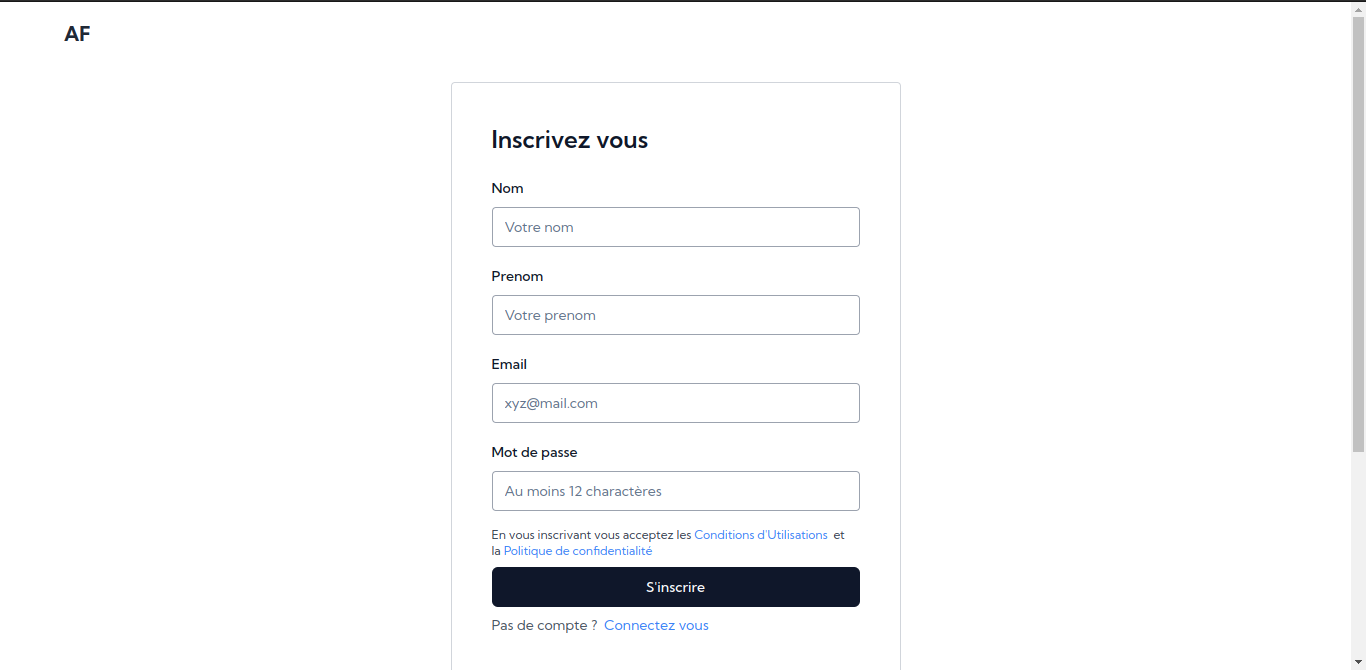 AF
Inscrivez vous
Nom
Votre nom
Prenom
Votre prenom
Email
xyz@mail.com
Mot de passe
Au moins 12 charactères
En vous inscrivant vous acceptez les Conditions d'Utilisations et
la Politique de confidentialité
S'inscrire
Pas de compte ? Connectez vous